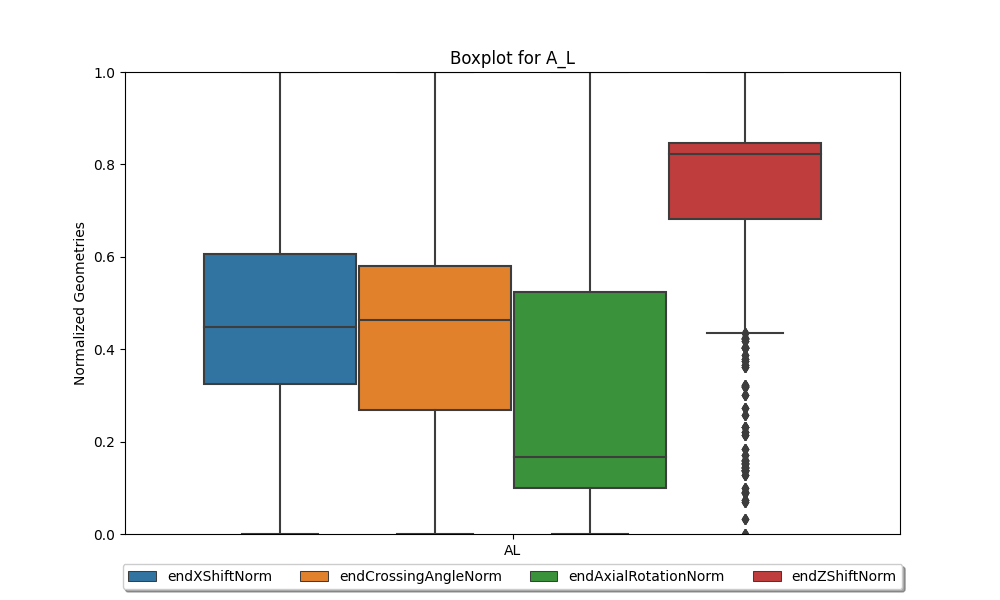 Boxplot for A_L
1.0
0.8
0.6
0.4
0.2
0.0
Normalized Geometries
AL
endXShiftNorm
endCrossingAngleNorm
endAxialRotationNorm
endZShiftNorm